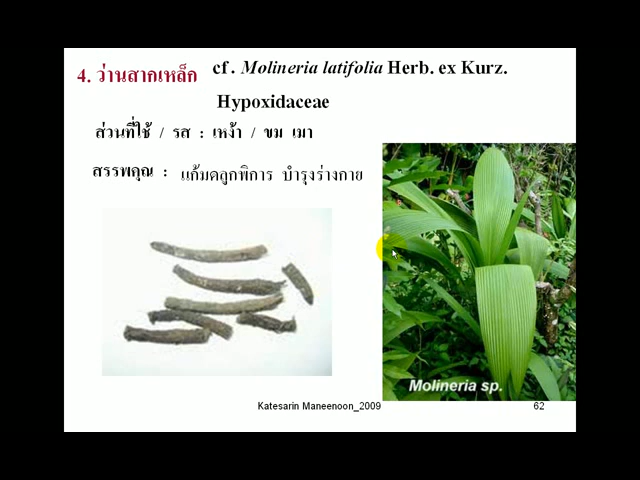 4. ว่านสากเหล็ก cf. Molineria latifolia Herb. ex Kurz.
Hypoxidaceae
ส่วนที่ใช้ / รส : เหง้า / ขม เมา
สรรพคุณ : แก้มดลูกพิการ บำรุงร่างกาย
Molineria sp.
Katesarin Maneenoon_2009 62